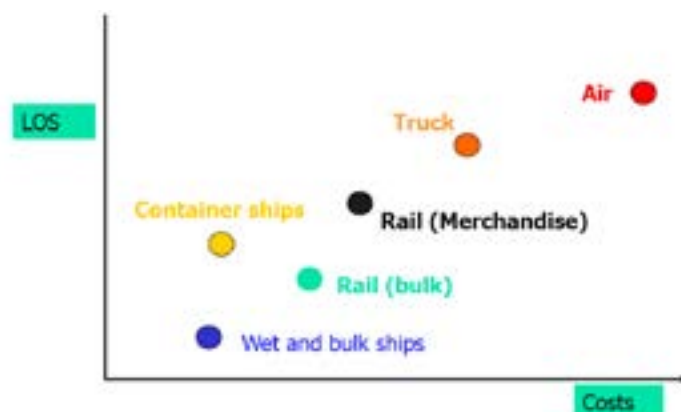 Air
LOS
Truck
Container ships
Rail (Merchandise)
Rail (bulk)
Wet and bulk ships
Costs